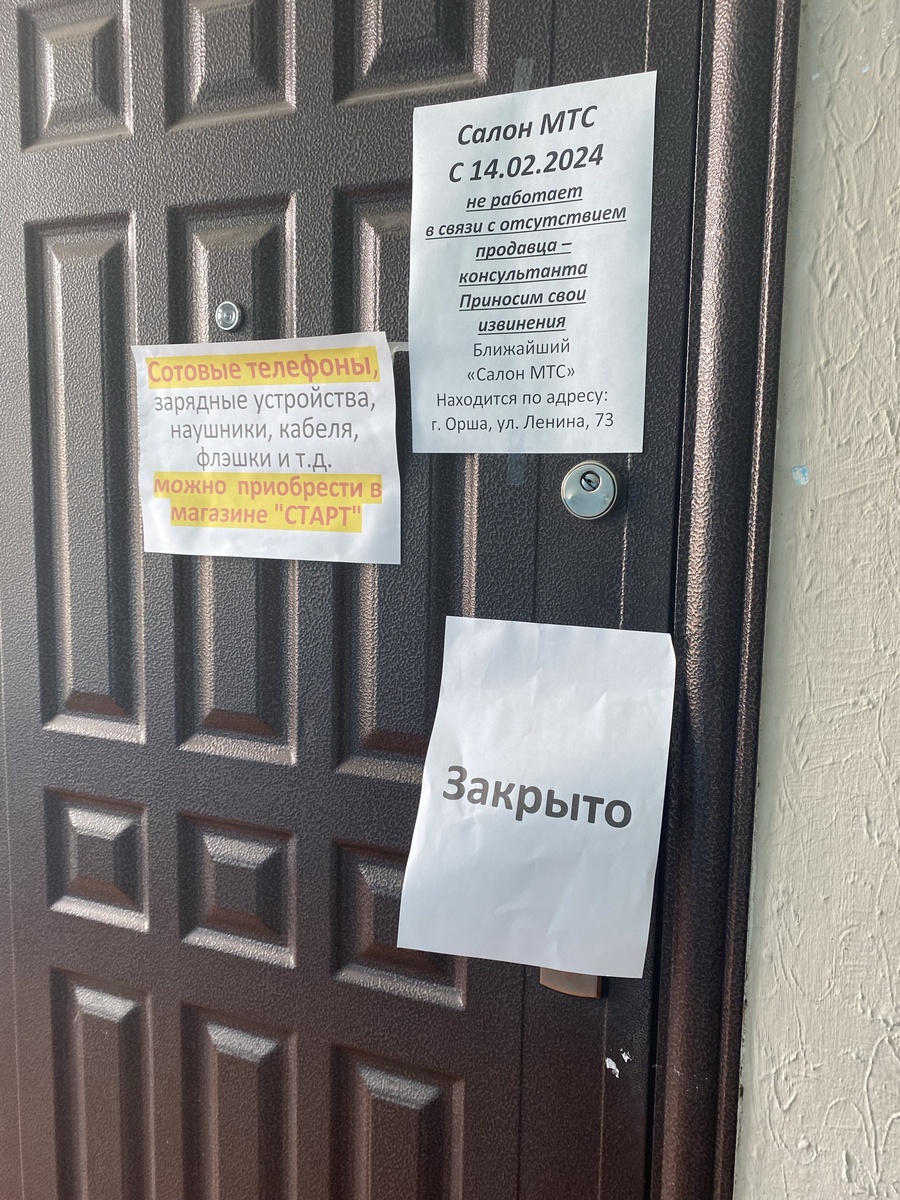 Салон МТС
С 14.02.2024
не работает
в связи с отсутствием
продавца –
консультанта
Приносим свои
извинения
Ближайший
«Салон МТС»
Находится по адресу:
г. Орша, ул. Ленина, 73
Сотовые телефоны,
зарядные устройства,
наушники, кабеля,
флэшки и т.д.
можно приобрести в
магазине "СТАРТ"
Закрыто